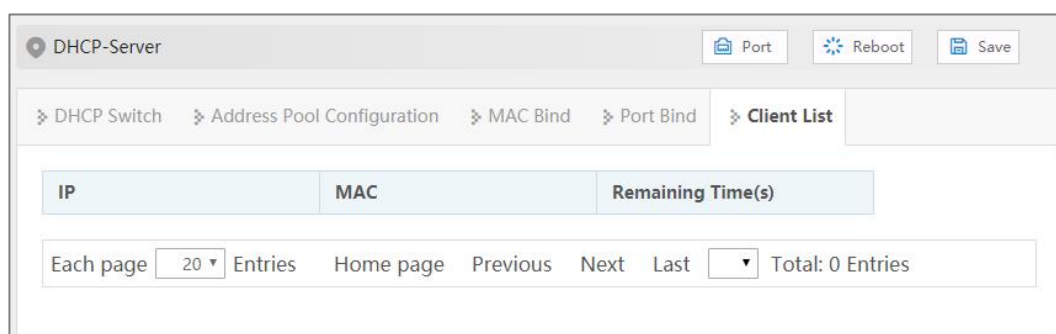 DHCP-Server Port Reboot Save
DHCP Switch Address Pool Configuration MAC Bind Port Bind Client List
IP MAC Remaining Time(s)
Each page 20 Entries Home page Previous Next Last Total: 0 Entries